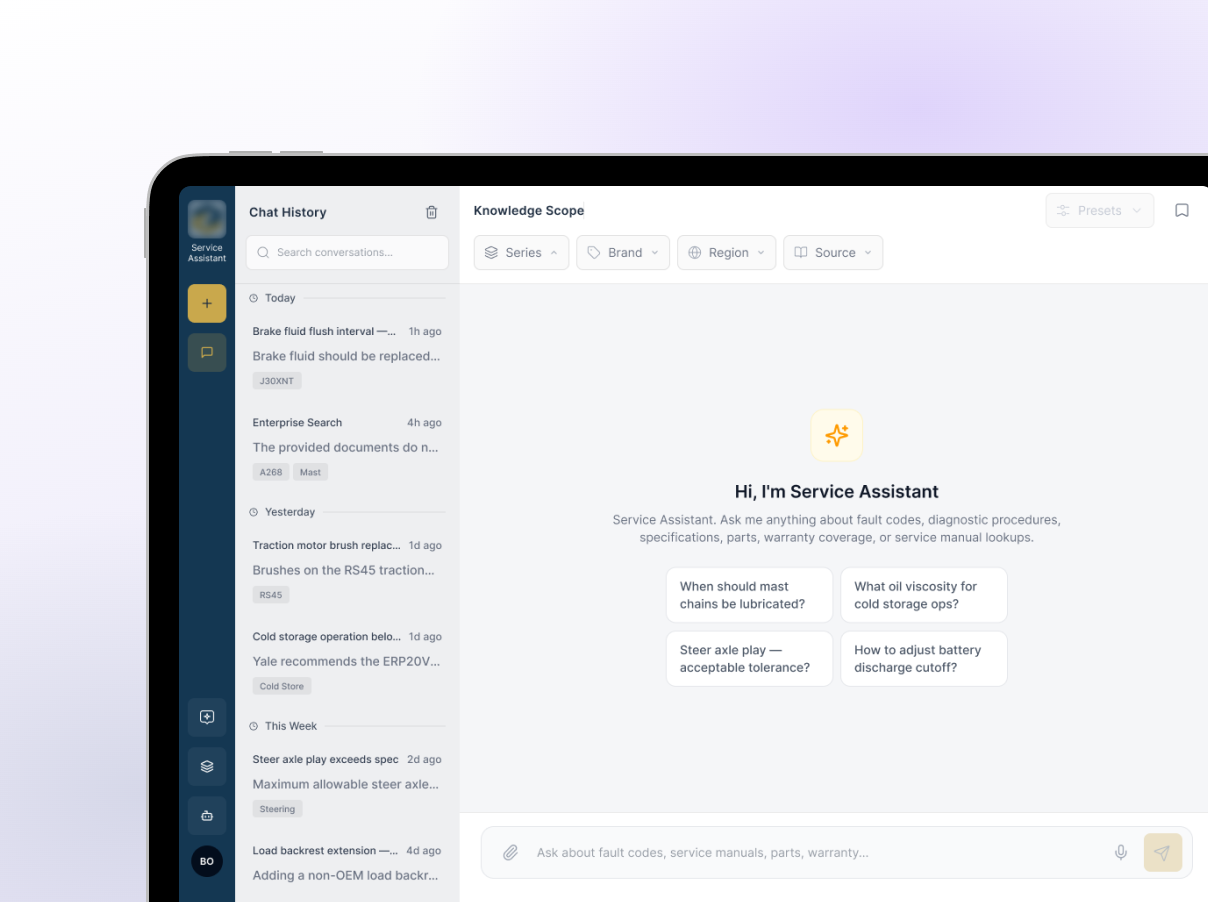 Service
Assistant
Chat History
Search conversations...
Today
Brake fluid flush interval —... 1h ago
Brake fluid should be replaced...
J30XNT
Enterprise Search 4h ago
The provided documents do n...
A268 Mast
Yesterday
Traction motor brush replac... 1d ago
Brushes on the RS45 traction...
RS45
Cold storage operation belo... 1d ago
Yale recommends the ERP20V...
Cold Store
This Week
Steer axle play exceeds spec 2d ago
Maximum allowable steer axle...
Steering
Load backrest extension —... 4d ago
Adding a non-OEM load backr...
BO
Knowledge Scope
Presets
Series Brand Region Source
Hi, I'm Service Assistant
Service Assistant. Ask me anything about fault codes, diagnostic procedures,
specifications, parts, warranty coverage, or service manual lookups.
When should mast
chains be lubricated?
What oil viscosity for
cold storage ops?
Steer axle play —
acceptable tolerance?
How to adjust battery
discharge cutoff?
Ask about fault codes, service manuals, parts, warranty...